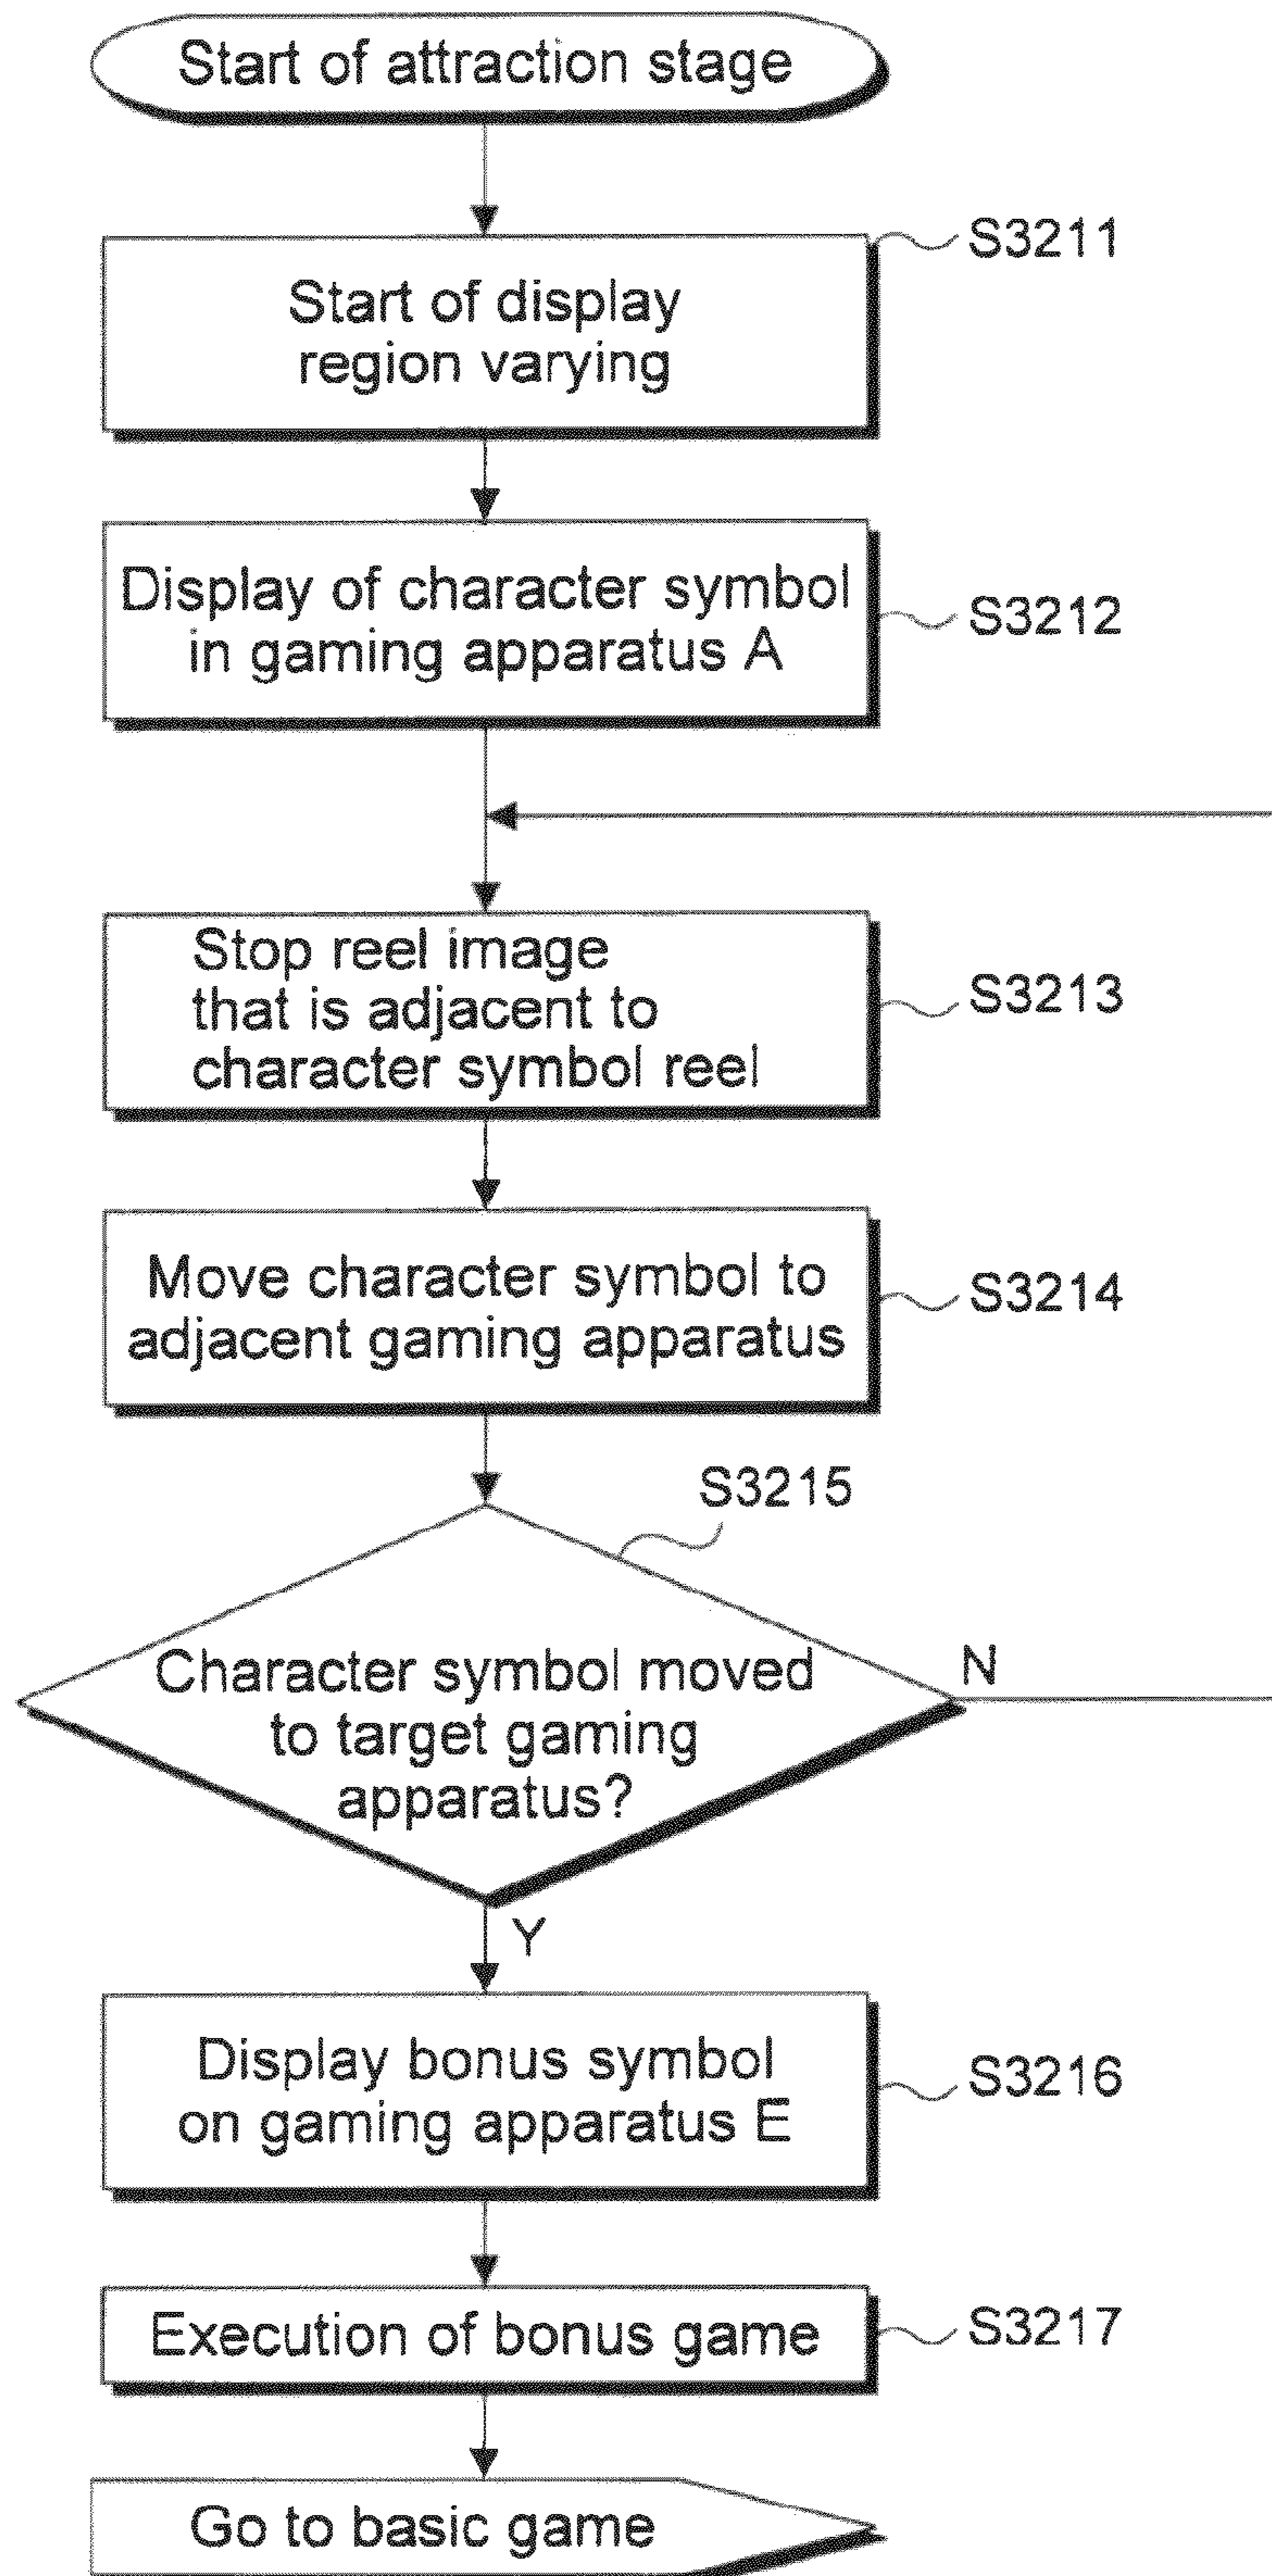 Start of attraction stage
S3211
Start of display
region varying
Display of character symbol
in gaming apparatus A
S3212
Stop reel image
that is adjacent to
character symbol reel
S3213
Move character symbol to
adjacent gaming apparatus
S3214
S3215
Character symbol moved
to target gaming
apparatus?
N
Y
Display bonus symbol
on gaming apparatus E
S3216
Execution of bonus game
S3217
Go to basic game